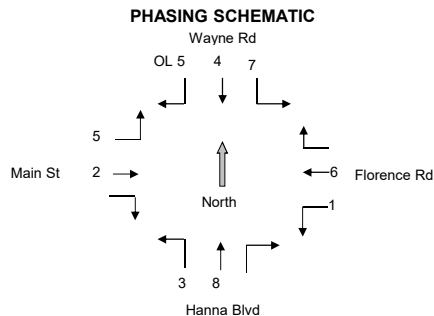 PHASING SCHEMATIC
Wayne Rd
OL 5 4 7
5
Main St 2 6 Florence Rd
North 1
3 8
Hanna Blvd